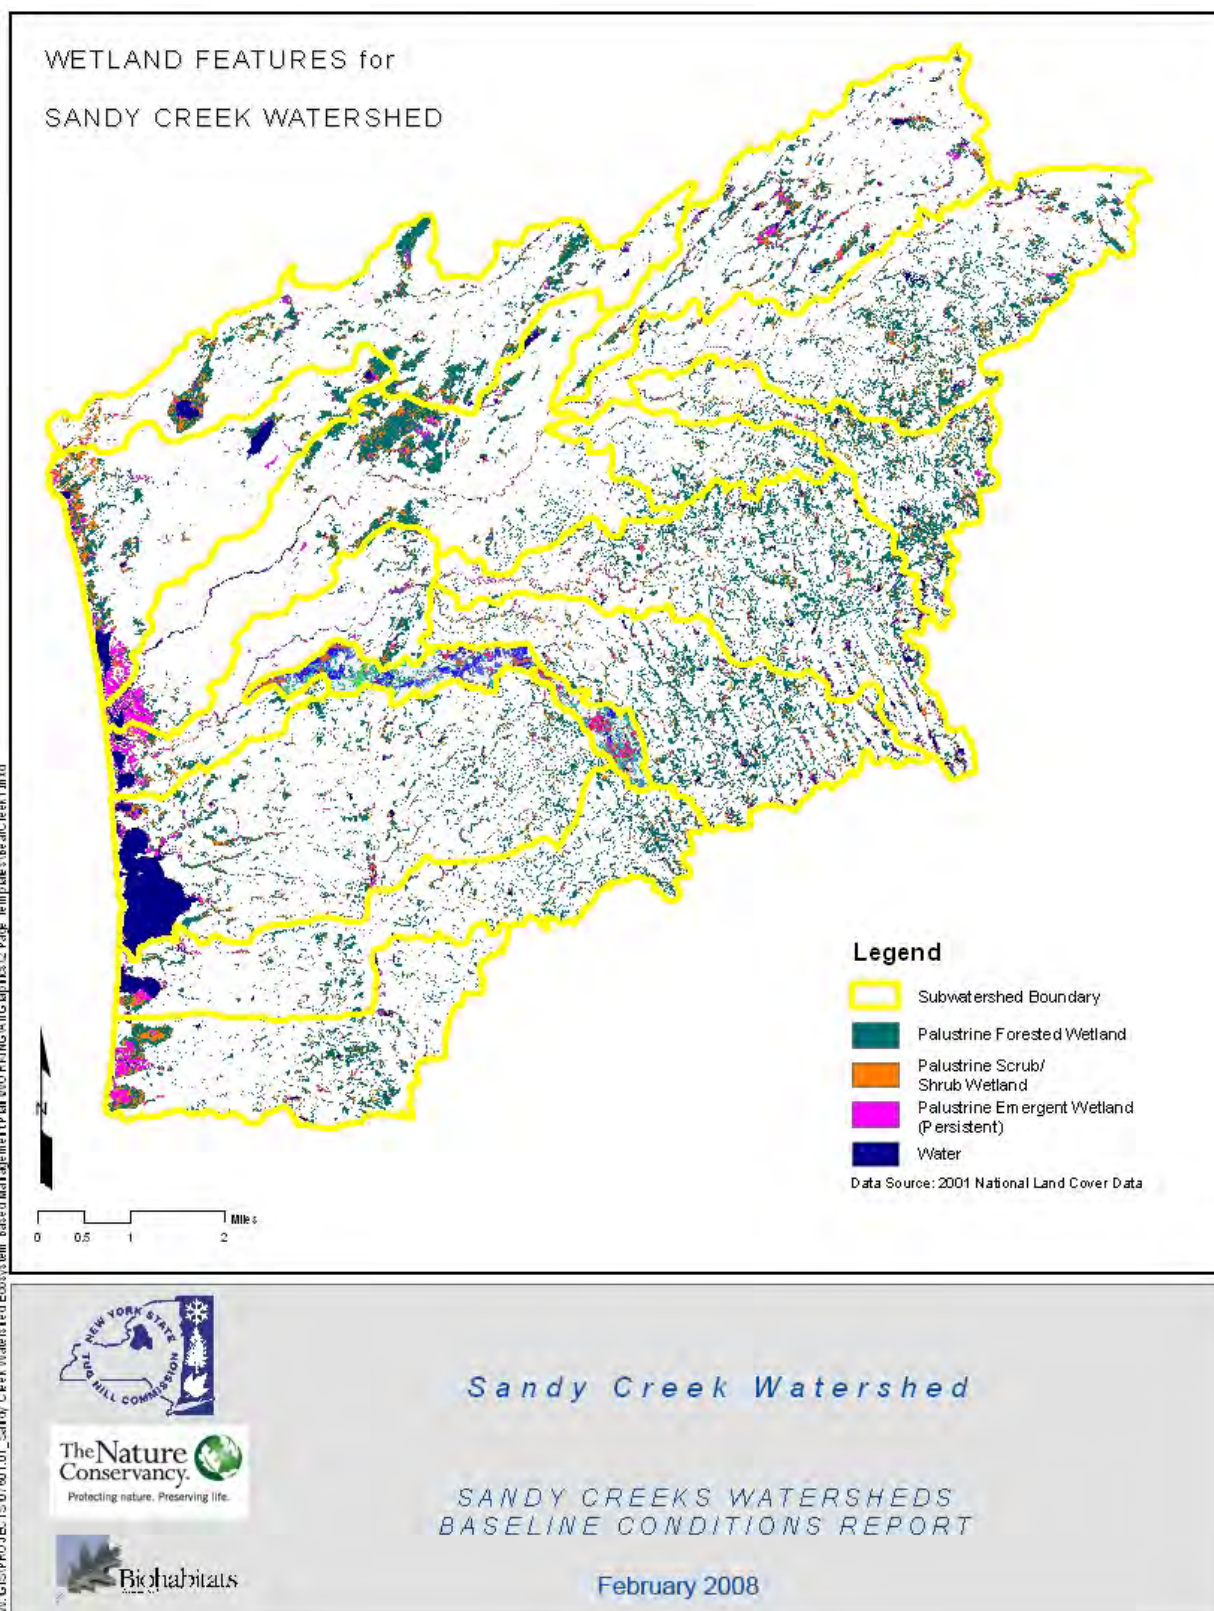 WETLAND FEATURES for
SANDY CREEK WATERSHED
Legend
Subwatershed Boundary
Palustrine Forested Wetland
Palustrine Scrub/
Shrub Wetland
Palustrine Emergent Wetland
(Persistent)
Water
Data Source: 2001 National Land Cover Data
N
Miles
0 0.5 1 2
NEW YORK STATE
TUG HILL COMMISSION
The Nature
Conservancy.
Protecting nature. Preserving life.
Biohabitats
Sandy Creek Watershed
SANDY CREEKS WATERSHEDS
BASELINE CONDITIONS REPORT
February 2008